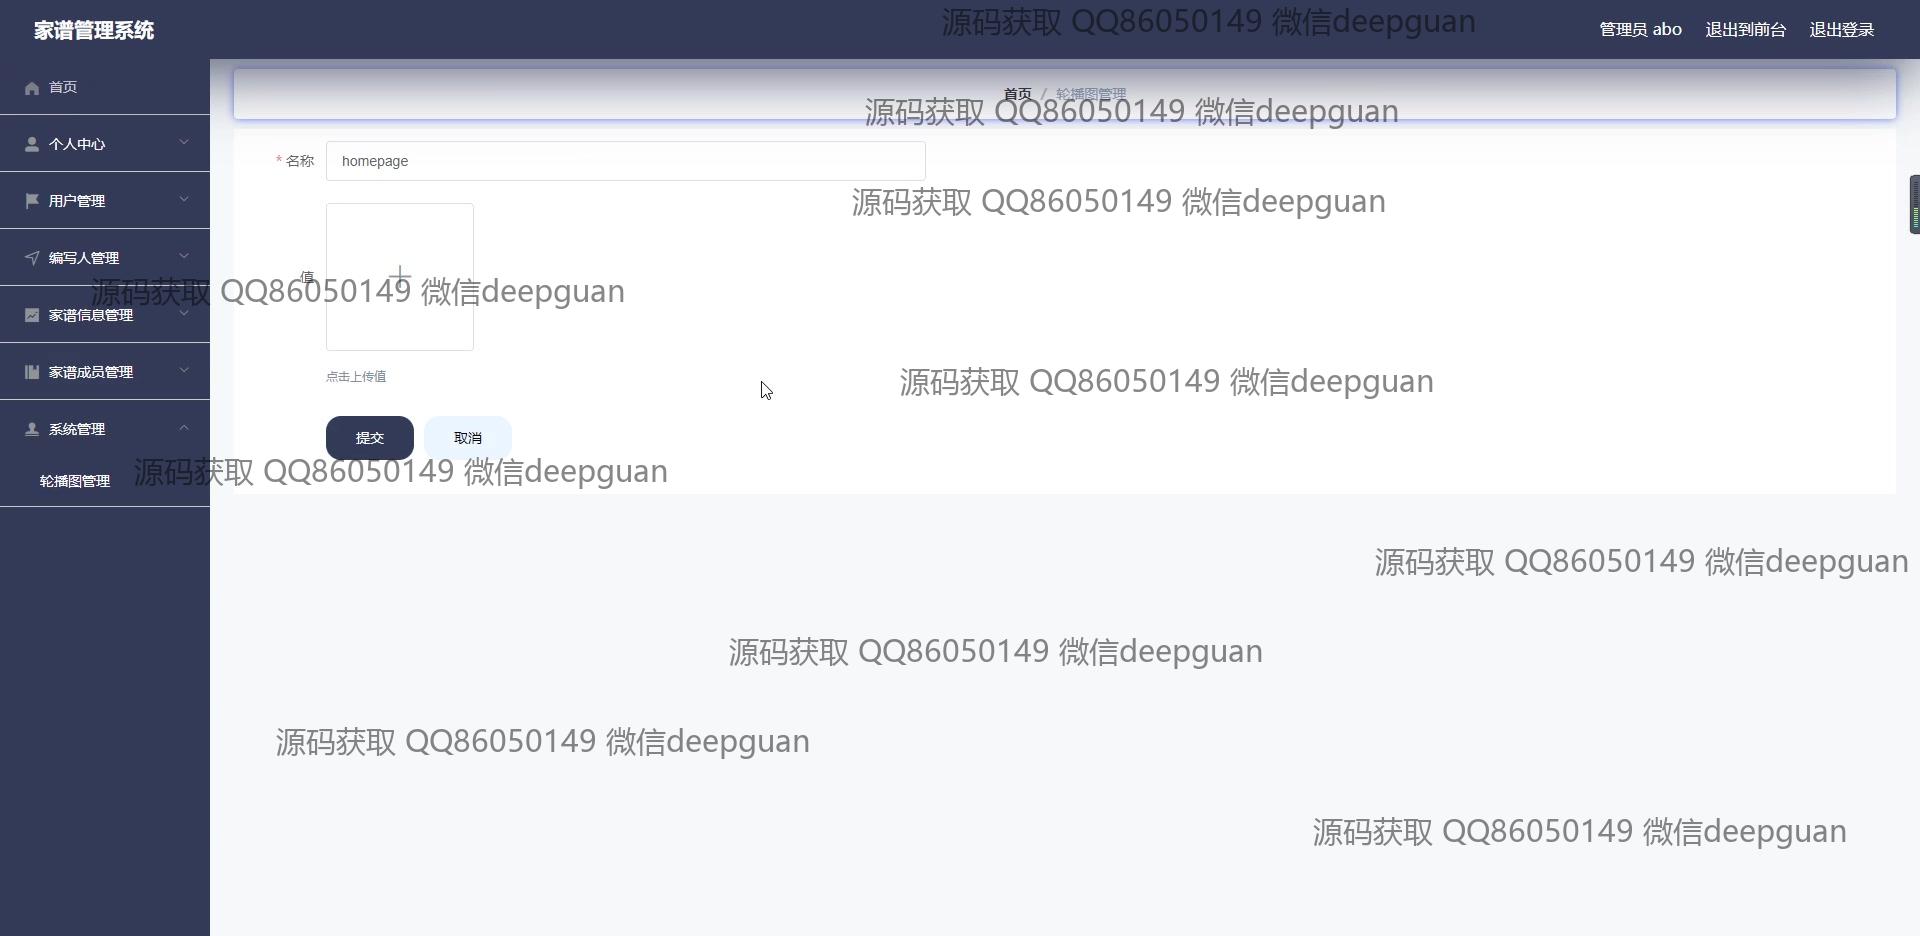 家谱管理系统
源码获取 QQ86050149 微信deepguan
管理员 abo 退出到前台 退出登录
首页
首页 / 轮播图管理
源码获取 QQ86050149 微信deepguan
个人中心
* 名称 homepage
用户管理
源码获取 QQ86050149 微信deepguan
编写人管理
值
源码获取 QQ86050149 微信deepguan
家谱信息管理
家谱成员管理
点击上传值
源码获取 QQ86050149 微信deepguan
系统管理
提交 取消
轮播图管理
源码获取 QQ86050149 微信deepguan
源码获取 QQ86050149 微信deepguan
源码获取 QQ86050149 微信deepguan
源码获取 QQ86050149 微信deepguan
源码获取 QQ86050149 微信deepguan